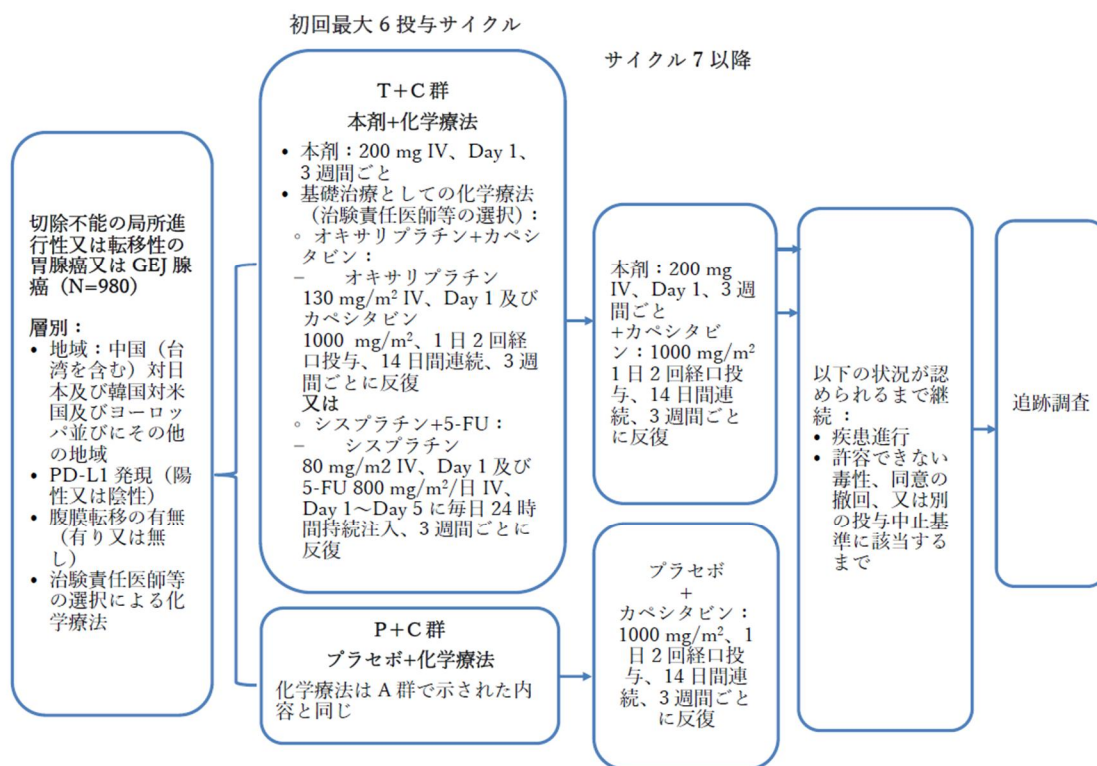 初回最大 6 投与サイクル
サイクル 7 以降
切除不能の局所進
行性又は転移性の
胃腺癌又は GEJ 腺
癌（N=980）
層別：
• 地域：中国（台
湾を含む）対日
本及び韓国対米
国及びヨーロッ
パ並びにその他
の地域
• PD-L1 発現（陽
性又は陰性）
• 腹膜転移の有無
（有り又は無
し）
• 治験責任医師等
の選択による化
学療法
T+C 群
本剤+化学療法
• 本剤：200 mg IV、Day 1、
3 週間ごと
• 基礎治療としての化学療法
（治験責任医師等の選択）：
◦ オキサリプラチン+カペシ
タビン：
– オキサリプラチン
130 mg/m² IV、Day 1 及び
カペシタビン
1000 mg/m²、1 日 2 回経
口投与、14 日間連続、3 週
間ごとに反復
又は
◦ シスプラチン+5-FU：
– シスプラチン
80 mg/m2 IV、Day 1 及び
5-FU 800 mg/m²/日 IV、
Day 1～Day 5 に毎日 24 時
間持続注入、3 週間ごとに
反復
P+C 群
プラセボ+化学療法
化学療法は A 群で示された内
容と同じ
本剤：200 mg
IV、Day 1、3 週
間ごと
+カペシタビ
ン：1000 mg/m²
1 日 2 回経口投
与、14 日間連
続、3 週間ごと
に反復
プラセボ
+
カペシタビン：
1000 mg/m²、1
日 2 回経口投
与、14 日間連
続、3 週間ごと
に反復
以下の状況が認
められるまで継
続：
• 疾患進行
• 許容できない
毒性、同意の
撤回、又は別
の投与中止基
準に該当する
まで
追跡調査